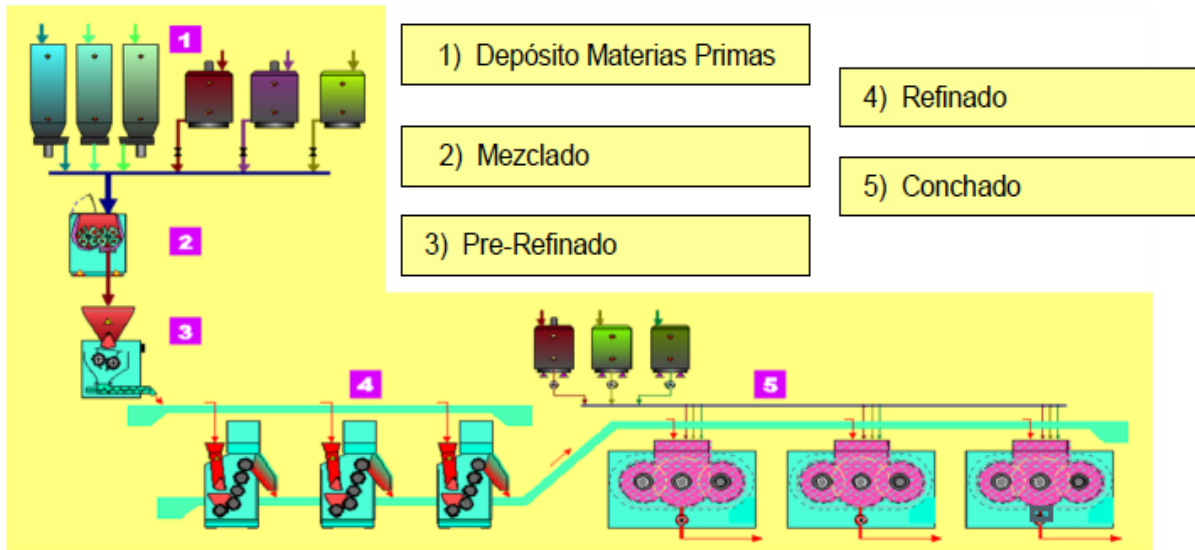 1) Depósito Materias Primas
2) Mezclado
3) Pre-Refinado
4) Refinado
5) Conchado
1
2
3
4
5